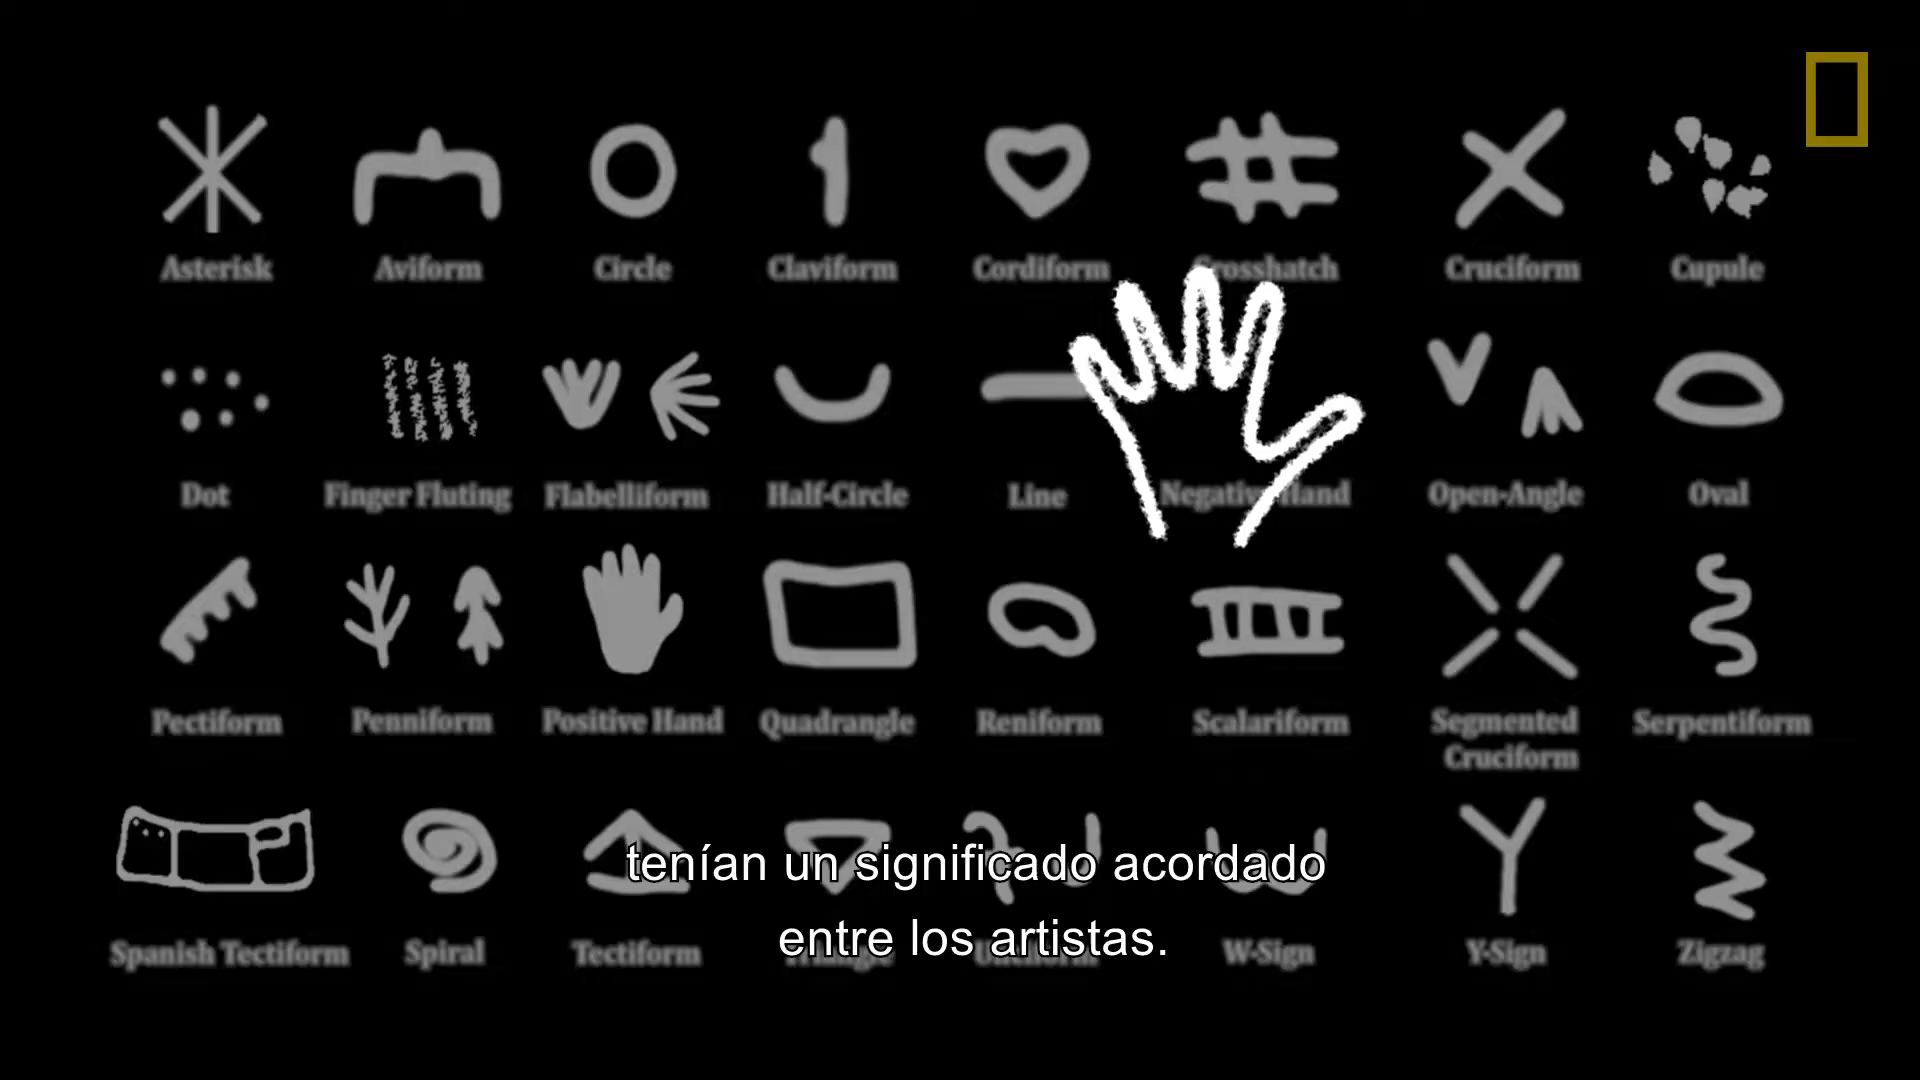 Asterisk
Aviform
Circle
Claviform
Cordiform
Crosshatch
Cruciform
Cupule
Dot
Finger Fluting
Flabelliform
Half-Circle
Line
Negative Hand
Open-Angle
Oval
Pectiform
Penniform
Positive Hand
Quadrangle
Reniform
Scalariform
Segmented
Cruciform
Serpentiform
tenían un significado acordado
entre los artistas.
Spanish Tectiform
Spiral
Tectiform
Triangle
W-Sign
Y-Sign
Zigzag